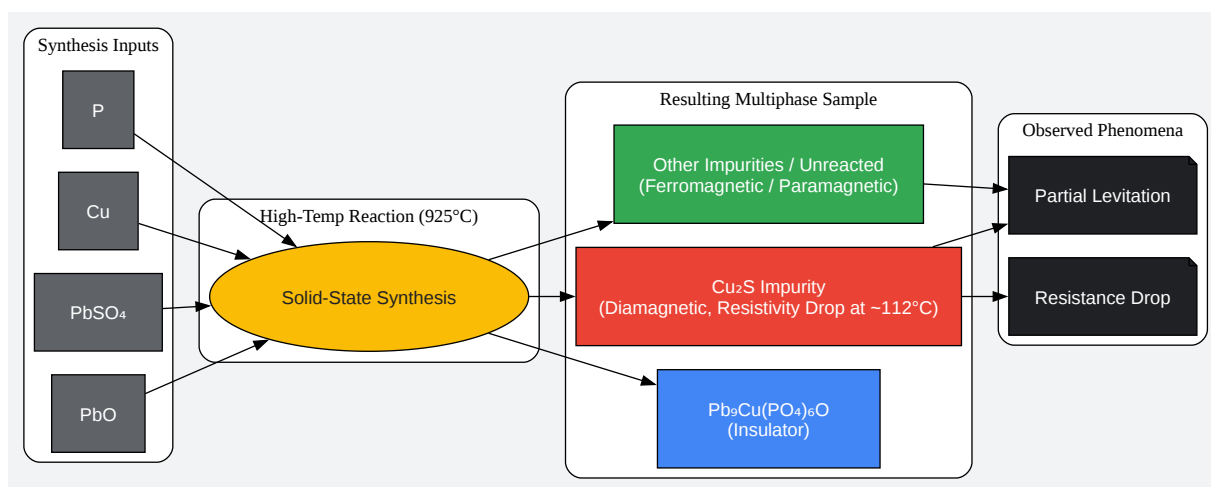 Synthesis Inputs
P
Cu
PbSO₄
PbO
High-Temp Reaction (925°C)
Solid-State Synthesis
Resulting Multiphase Sample
Other Impurities / Unreacted
(Ferromagnetic / Paramagnetic)
Cu₂S Impurity
(Diamagnetic, Resistivity Drop at ~112°C)
Pb₉Cu(PO₄)₆O
(Insulator)
Observed Phenomena
Partial Levitation
Resistance Drop